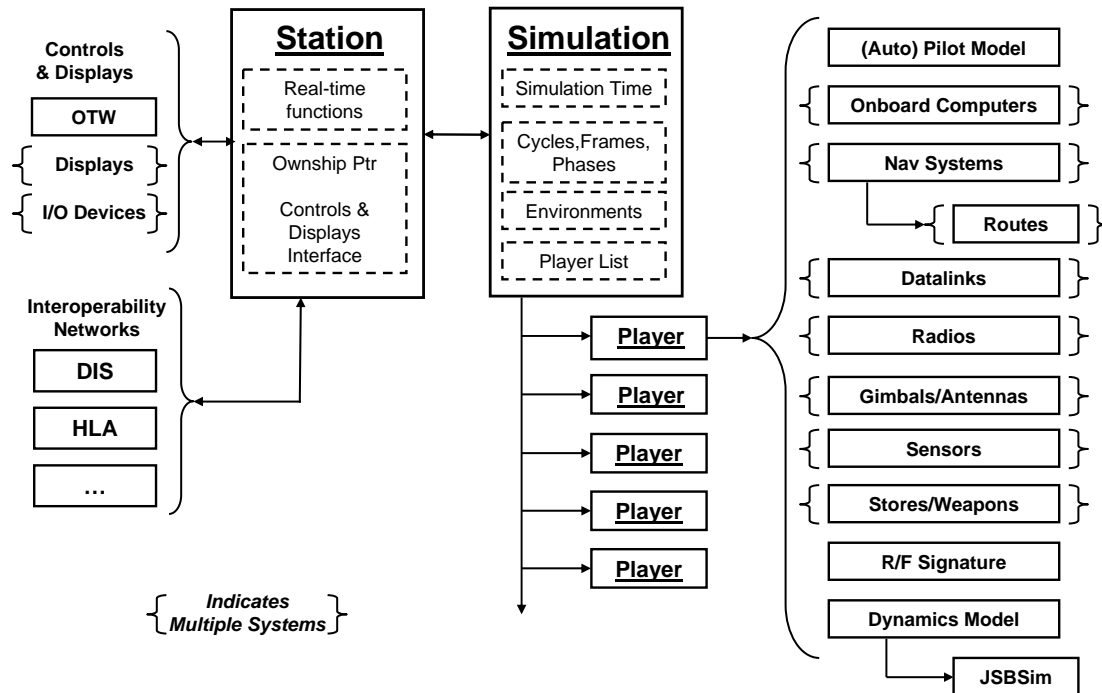 Controls
& Displays
OTW
Displays
I/O Devices
Interoperability
Networks
DIS
HLA
…
Indicates
Multiple Systems
Station
Real-time
functions
Ownship Ptr
Controls &
Displays
Interface
Simulation
Simulation Time
Cycles,Frames,
Phases
Environments
Player List
Player
Player
Player
Player
Player
(Auto) Pilot Model
Onboard Computers
Nav Systems
Routes
Datalinks
Radios
Gimbals/Antennas
Sensors
Stores/Weapons
R/F Signature
Dynamics Model
JSBSim